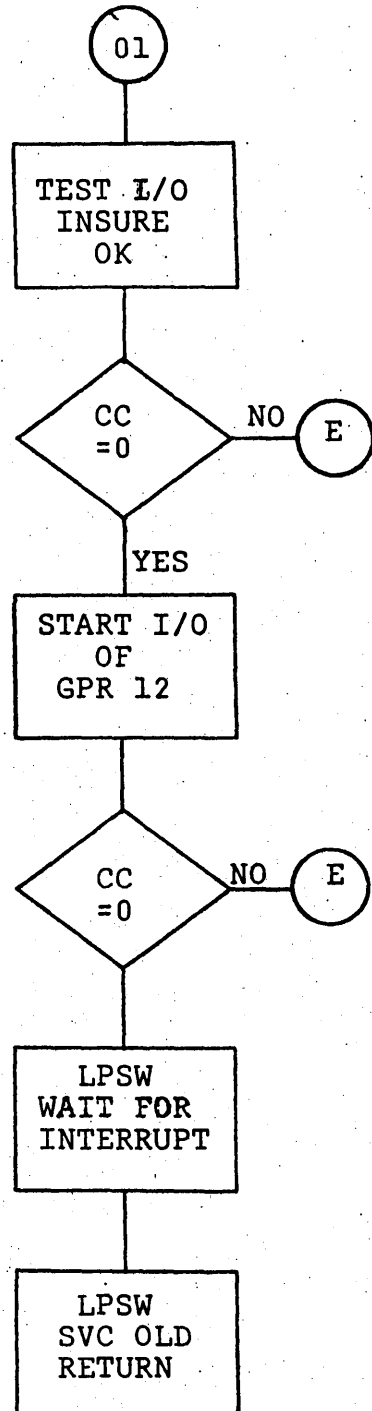 01
TEST I/O
INSURE
OK
CC
=0
NO
E
YES
START I/O
OF
GPR 12
CC
=0
NO
E
LPSW
WAIT FOR
INTERRUPT
LPSW
SVC OLD
RETURN